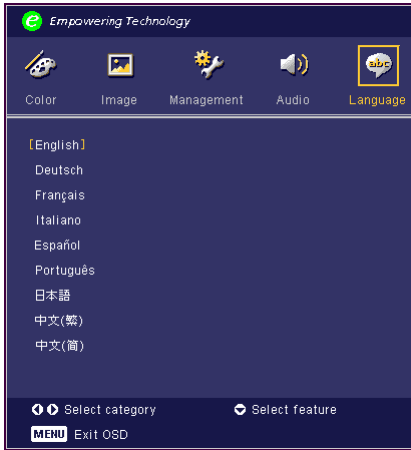 e Empowering Technology
Color Image Management Audio abc Language
[English]
Deutsch
Français
Italiano
Español
Português
日本語
中文(繁)
中文(简)
Select category Select feature
MENU Exit OSD